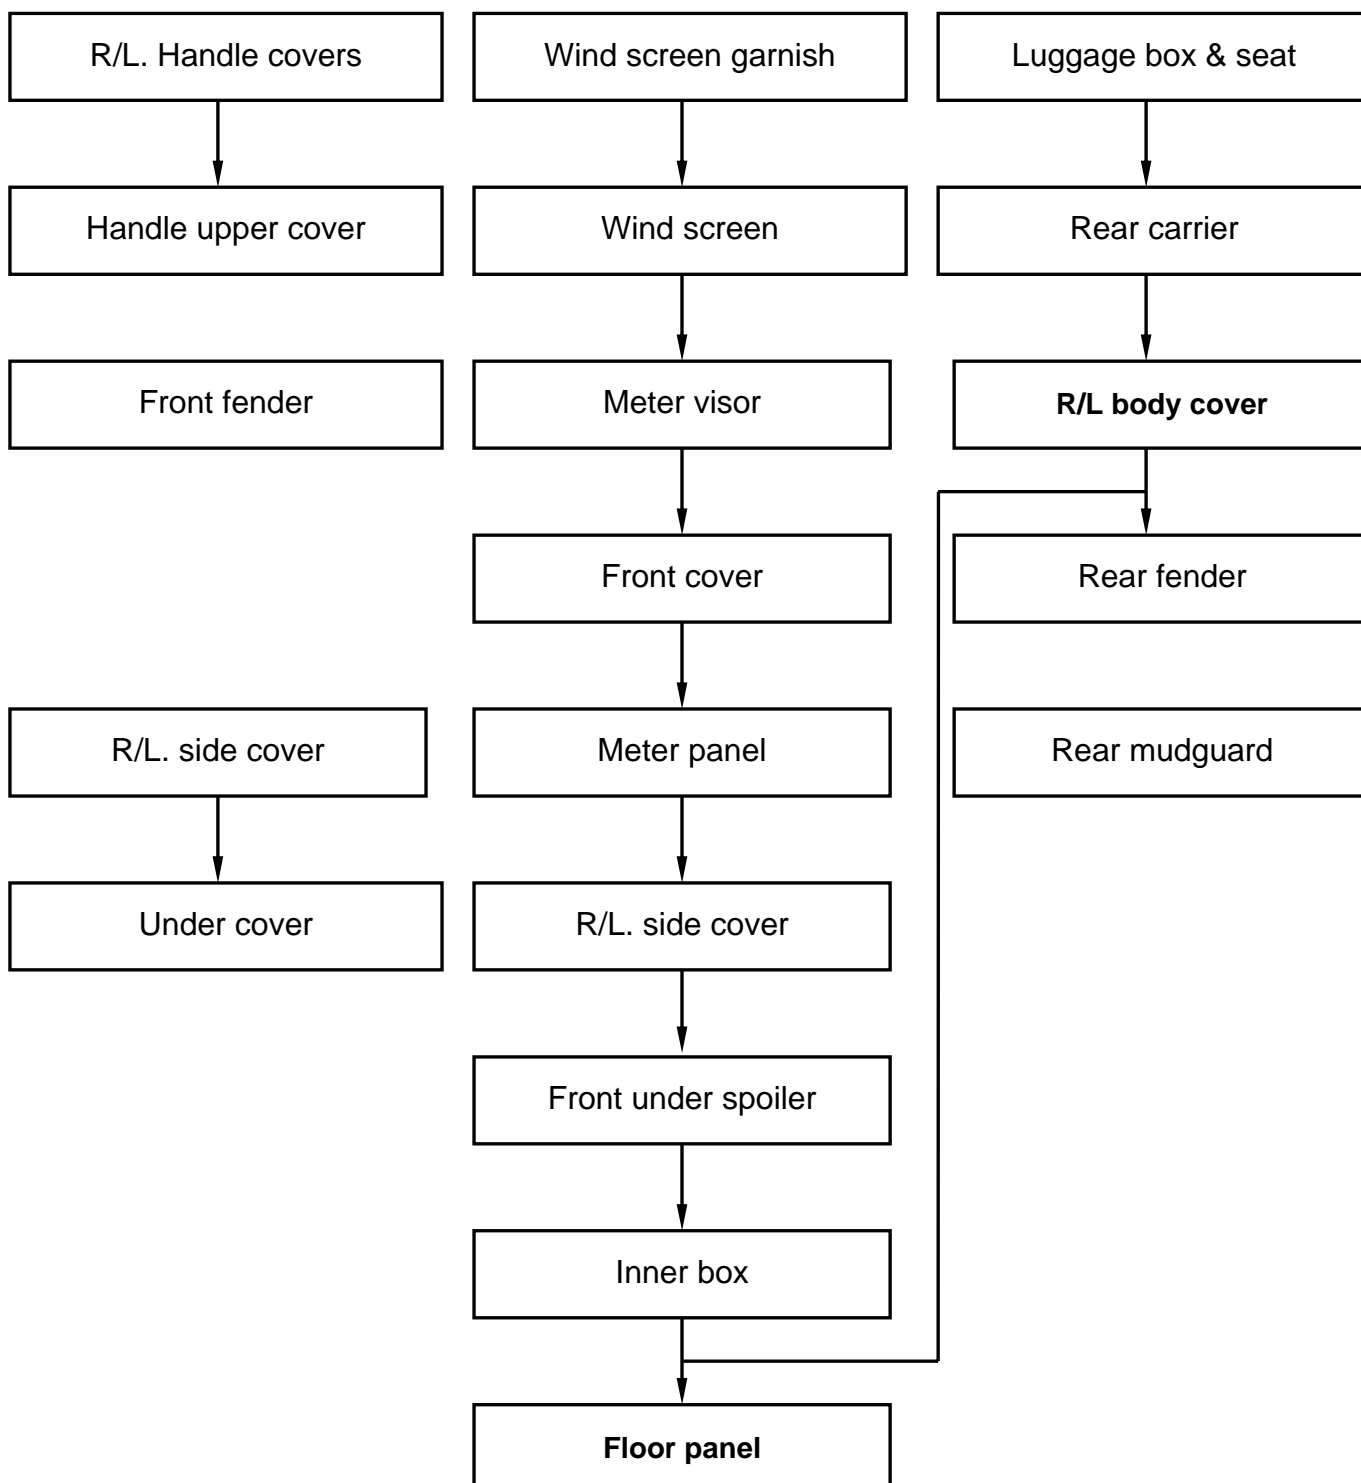 R/L. Handle covers
Wind screen garnish
Luggage box & seat
Handle upper cover
Wind screen
Rear carrier
Front fender
Meter visor
R/L body cover
Front cover
Rear fender
R/L. side cover
Meter panel
Rear mudguard
Under cover
R/L. side cover
Front under spoiler
Inner box
Floor panel